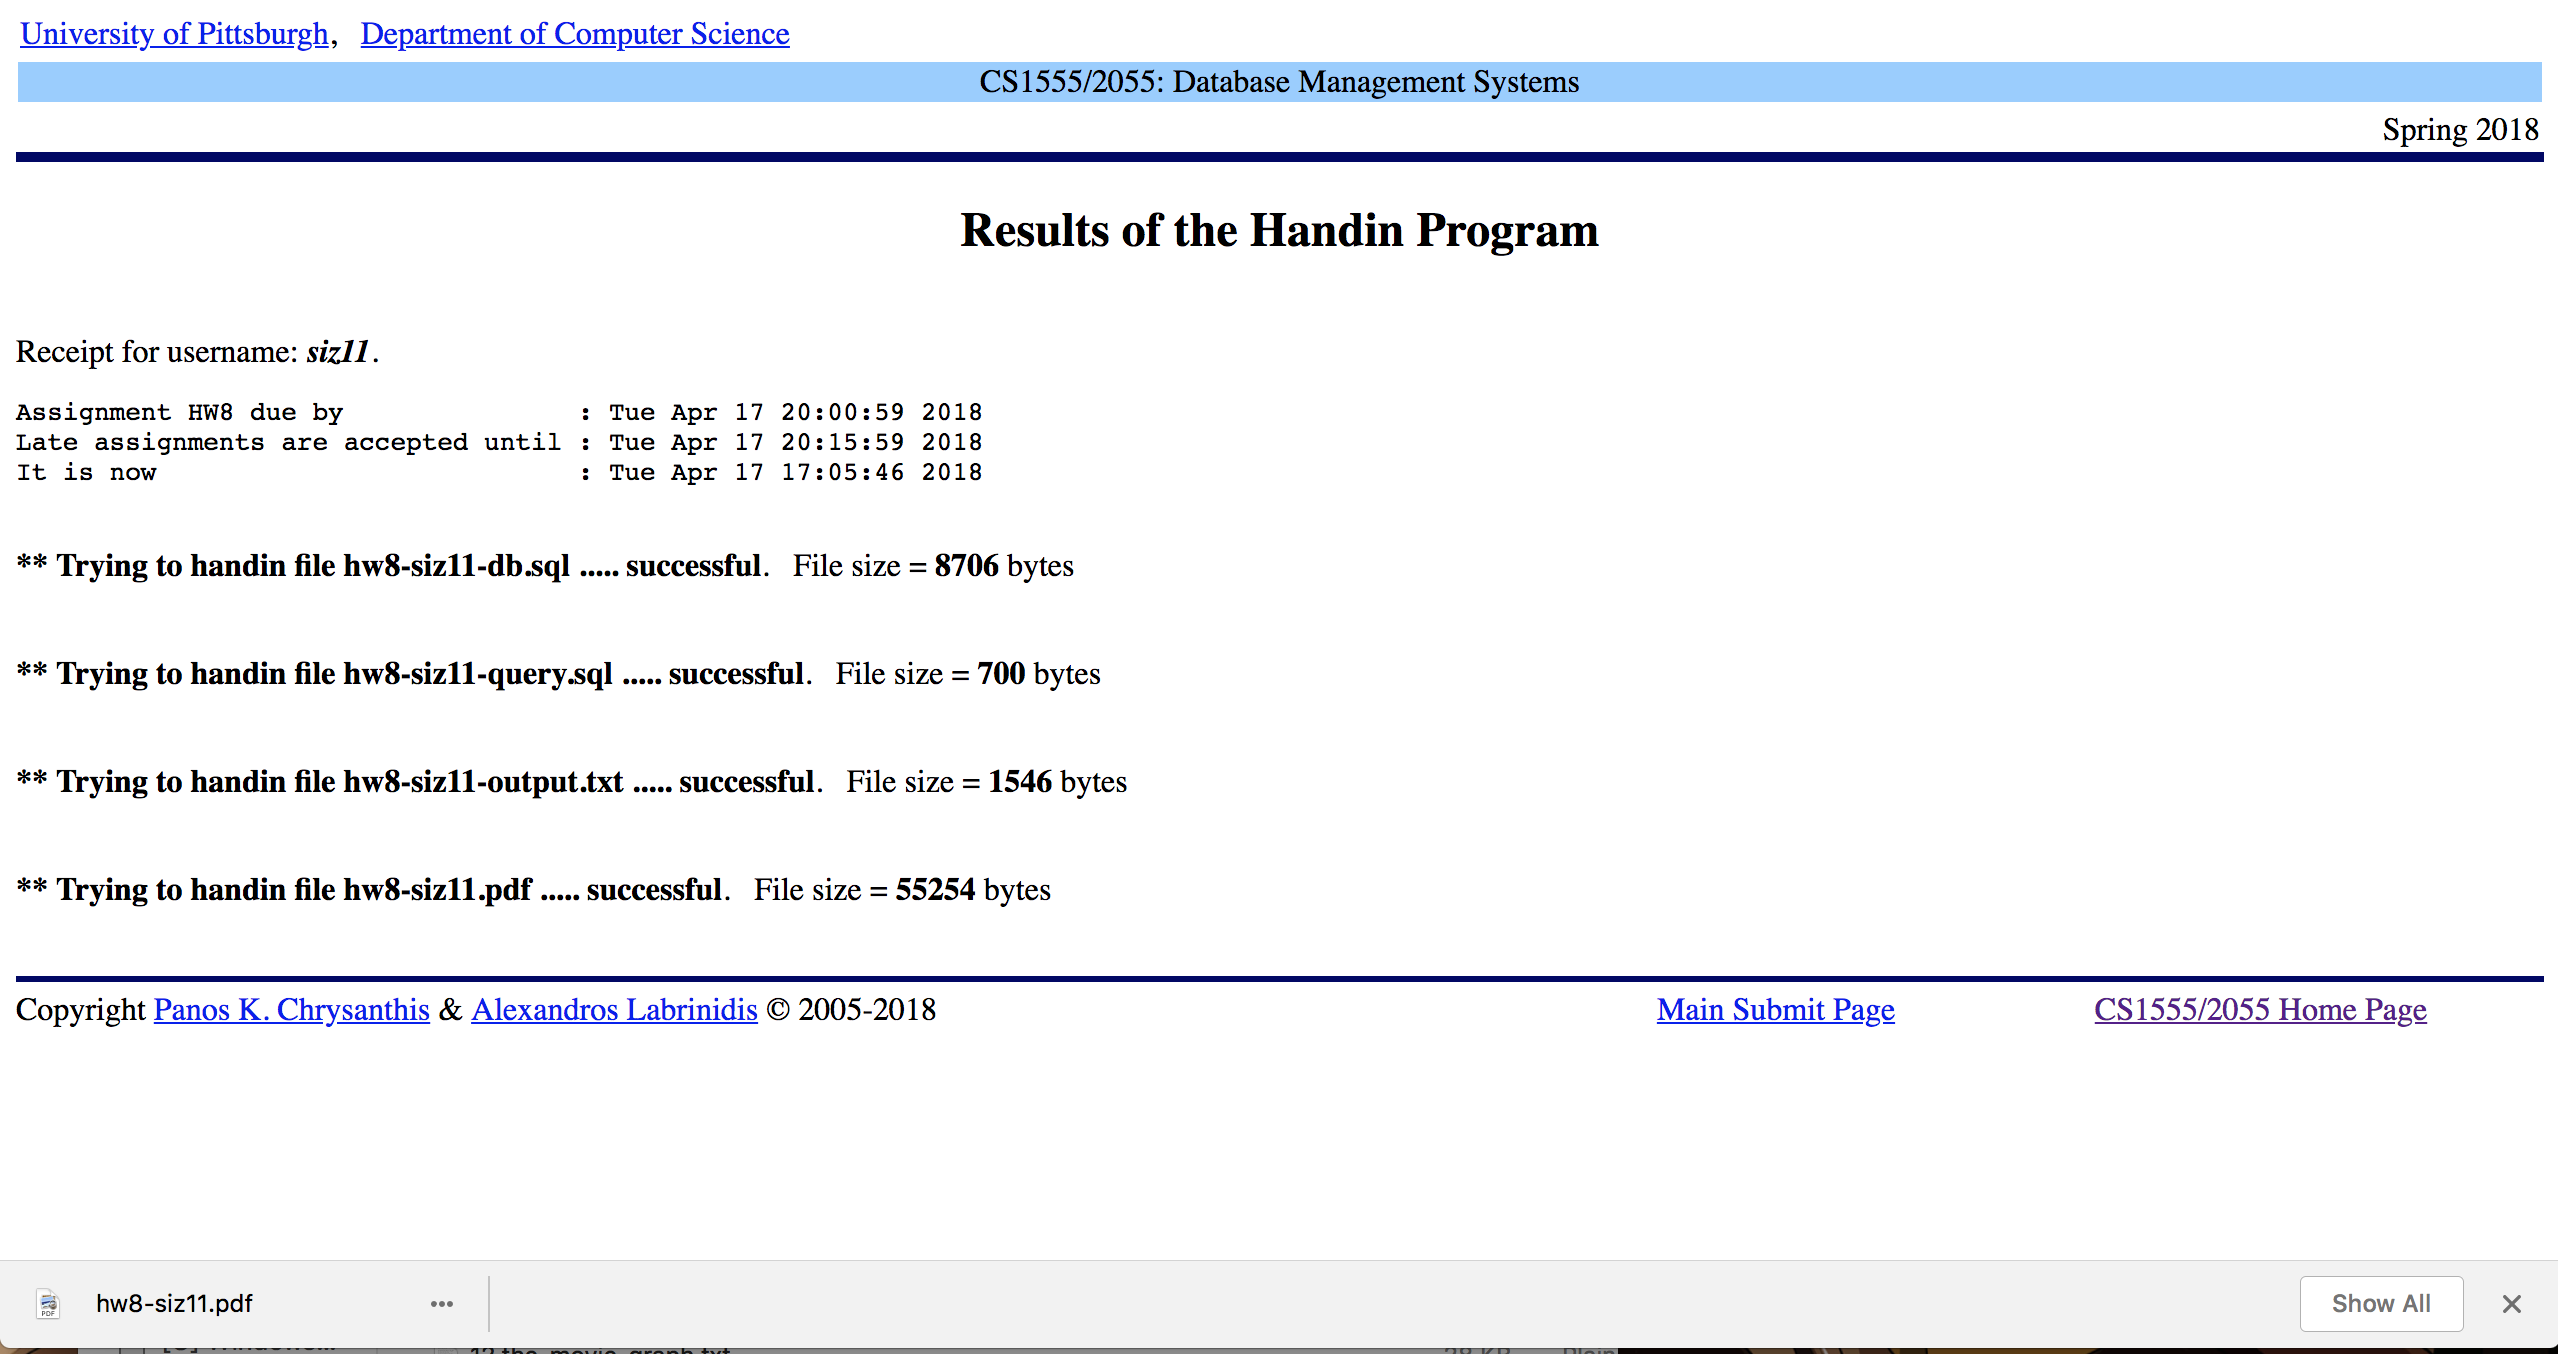 University of Pittsburgh, Department of Computer Science
CS1555/2055: Database Management Systems
Spring 2018
Results of the Handin Program
Receipt for username: siz11.
Assignment HW8 due by : Tue Apr 17 20:00:59 2018
Late assignments are accepted until : Tue Apr 17 20:15:59 2018
It is now : Tue Apr 17 17:05:46 2018
** Trying to handin file hw8-siz11-db.sql ..... successful. File size = 8706 bytes
** Trying to handin file hw8-siz11-query.sql ..... successful. File size = 700 bytes
** Trying to handin file hw8-siz11-output.txt ..... successful. File size = 1546 bytes
** Trying to handin file hw8-siz11.pdf ..... successful. File size = 55254 bytes
Copyright Panos K. Chrysanthis & Alexandros Labrinidis © 2005-2018 Main Submit Page CS1555/2055 Home Page
PDF hw8-siz11.pdf ••• Show All